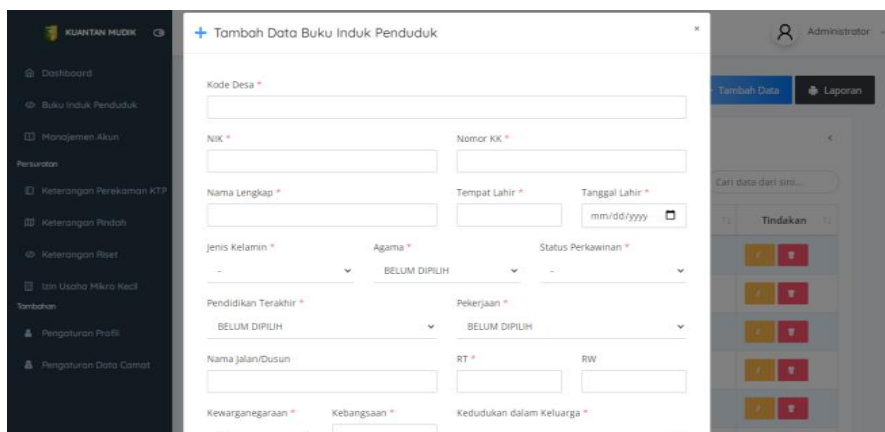 KUANTAN MUDIK
Tambah Data Buku Induk Penduduk
×
Administrator
Dashboard
Buku Induk Penduduk
Manajemen Akun
Persuratan
Keterangan Perekaman KTP
Keterangan Pindah
Keterangan Riset
Izin Usaha Mikro Kecil
Tambahan
Pengaturan Profil
Pengaturan Data Camat
Kode Desa *
NIK * Nomor KK *
Nama Lengkap * Tempat Lahir * Tanggal Lahir *
mm/dd/yyyy
Jenis Kelamin * Agama * Status Perkawinan *
- BELUM DIPILIH -
Pendidikan Terakhir * Pekerjaan *
BELUM DIPILIH BELUM DIPILIH
Nama Jalan/Dusun RT * RW
Kewarganegaraan * Kebangsaan * Kedudukan dalam Keluarga *
Tambah Data Laporan
Cari data dari sini...
Tindakan